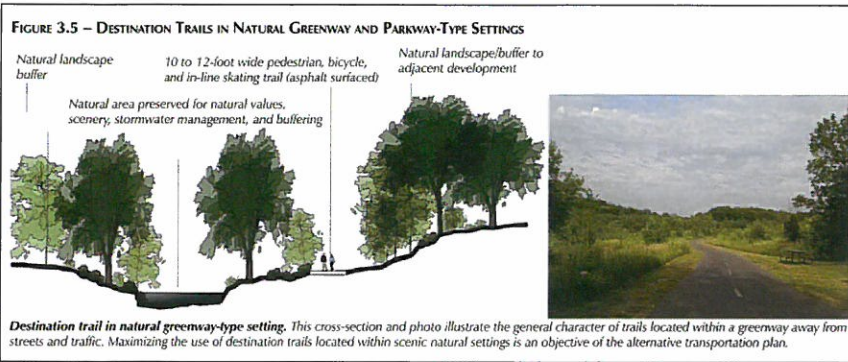 FIGURE 3.5 – DESTINATION TRAILS IN NATURAL GREENWAY AND PARKWAY-TYPE SETTINGS
Natural landscape
buffer
10 to 12-foot wide pedestrian, bicycle,
and in-line skating trail (asphalt surfaced)
Natural landscape/buffer to
adjacent development
Natural area preserved for natural values,
scenery, stormwater management, and buffering
Destination trail in natural greenway-type setting. This cross-section and photo illustrate the general character of trails located within a greenway away from
streets and traffic. Maximizing the use of destination trails located within scenic natural settings is an objective of the alternative transportation plan.